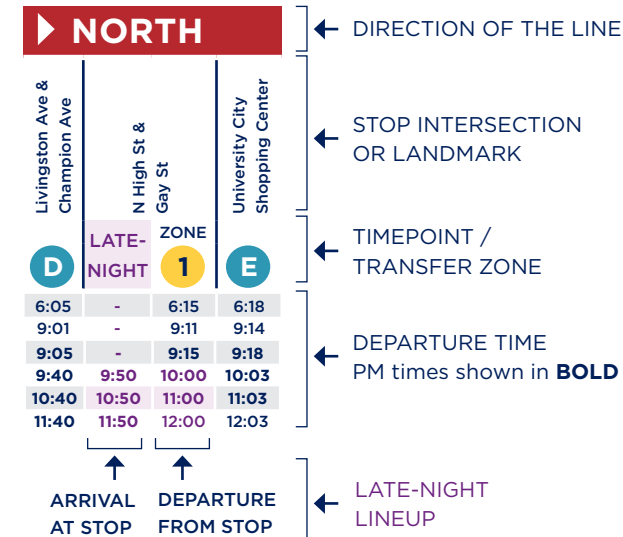 NORTH
DIRECTION OF THE LINE
Livingston Ave &
Champion Ave
N High St &
Gay St
University City
Shopping Center
STOP INTERSECTION
OR LANDMARK
D
LATE-
NIGHT
ZONE
1
E
TIMEPOINT /
TRANSFER ZONE
6:05 - 6:15 6:18
9:01 - 9:11 9:14
9:05 - 9:15 9:18
9:40 9:50 10:00 10:03
10:40 10:50 11:00 11:03
11:40 11:50 12:00 12:03
DEPARTURE TIME
PM times shown in BOLD
ARRIVAL
AT STOP
DEPARTURE
FROM STOP
LATE-NIGHT
LINEUP